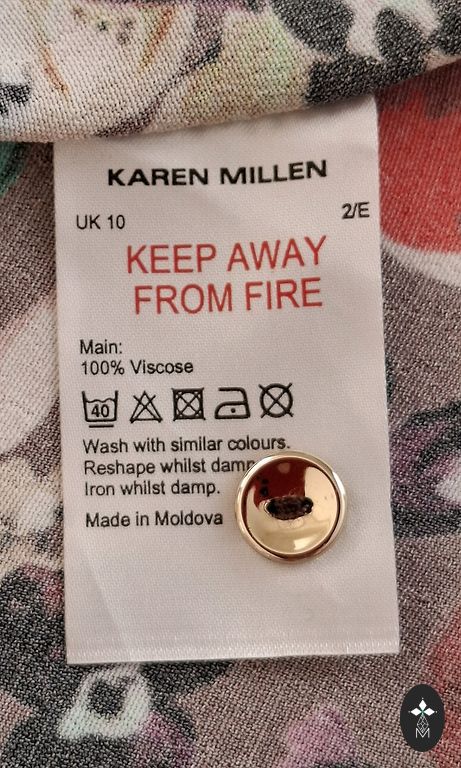 KAREN MILLEN
UK 10 2/E
KEEP AWAY
FROM FIRE
Main:
100% Viscose
40
Wash with similar colours.
Reshape whilst damp
Iron whilst damp.
Made in Moldova
M